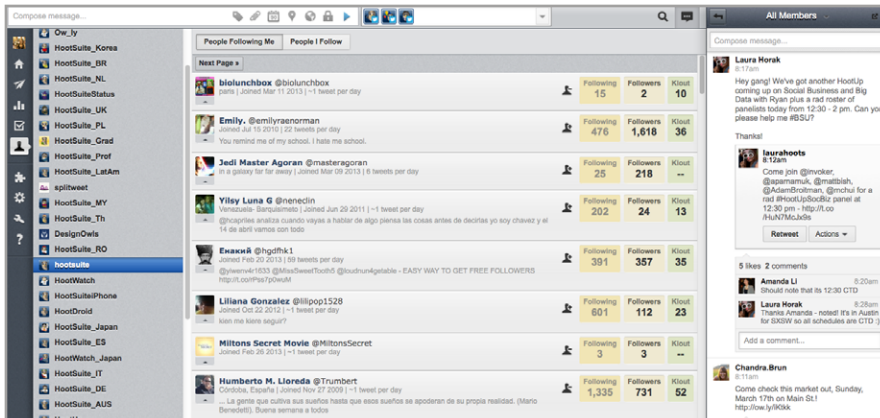 Compose message...
Ow_ly
HootSuite_Korea
HootSuite_BR
HootSuite_NL
HootSuiteStatus
HootSuite_UK
HootSuite_PL
HootSuite_Grad
HootSuite_Prof
HootSuite_LatAm
splitweet
HootSuite_MY
HootSuite_Th
DesignOwls
HootSuite_RO
hootsuite
HootWatch
HootSuiteiPhone
HootDroid
HootSuite_Japan
HootSuite_ES
HootWatch_Japan
HootSuite_IT
HootSuite_DE
HootSuite_AUS
People Following Me
People I Follow
Next Page »
biolunchbox @biolunchbox
paris | Joined Mar 11 2013 | ~1 tweet per day
Following 15 Followers 2 Klout 10
Emily. @emilyraenorman
Joined Jul 15 2010 | 22 tweets per day
You remind me of my school. I hate me school.
Following 476 Followers 1,618 Klout 36
Jedi Master Agoran @masteragoran
in a galaxy far far away | Joined Mar 09 2013 | 6 tweets per day
Following 25 Followers 218 Klout --
Yilsy Luna G @neneclin
Venezuela- Barquisimeto | Joined Jun 29 2011 | ~1 tweet per day
@hcapriles analiza cuando vayas a hablar de algo piensa las cosas antes de decirlas yo soy chavez y el
14 de abril vamos con todo
Following 202 Followers 24 Klout 13
Енакий @hgdfhk1
Joined Feb 20 2013 | 59 tweets per day
@yiwenv4r1633 @MissSweetTooth5 @loudnun4getable - EASY WAY TO GET FREE FOLLOWERS
Following 391 Followers 357 Klout 35
Liliana Gonzalez @lilipop1528
Joined Oct 22 2012 | ~1 tweet per day
kien me kiere seguir?
Following 601 Followers 112 Klout 23
Miltons Secret Movie @MiltonsSecret
Joined Feb 26 2013 | ~1 tweet per day
Following 3 Followers 3 Klout --
Humberto M. Lloreda @Trumbert
Córdoba, España | Joined Nov 27 2009 | ~1 tweet per day
... La gente que cultiva sus sueños hasta que esos sueños se apoderan de su propia realidad. (Mario
Benedetti). Buena semana a todos
Following 1,335 Followers 731 Klout 52
All Members
Compose message...
Laura Horak
8:17am
Hey gang! We've got another HootUp
coming up on Social Business and Big
Data with Ryan plus a rad roster of
panelists today from 12:30 - 2 pm. Can you
please help me #BSU?
Thanks!
laurahoots
8:12am
Come join @invoker,
@apamamuk, @mattbish,
@AdamBroitman, @mchui for a
rad #HootUpSocBiz panel at
12:30 pm - http://t.co
/HuN7McJx9s
Retweet
Actions
5 likes 2 comments
Amanda Li 8:20am
Should note that its 12:30 CTD
Laura Horak 8:28am
Thanks Amanda - noted! It's in Austin
for SXSW so all schedules are CTD :)
Add a comment...
Chandra.Brun
8:11am
Come check this market out, Sunday,
March 17th on Main St.!